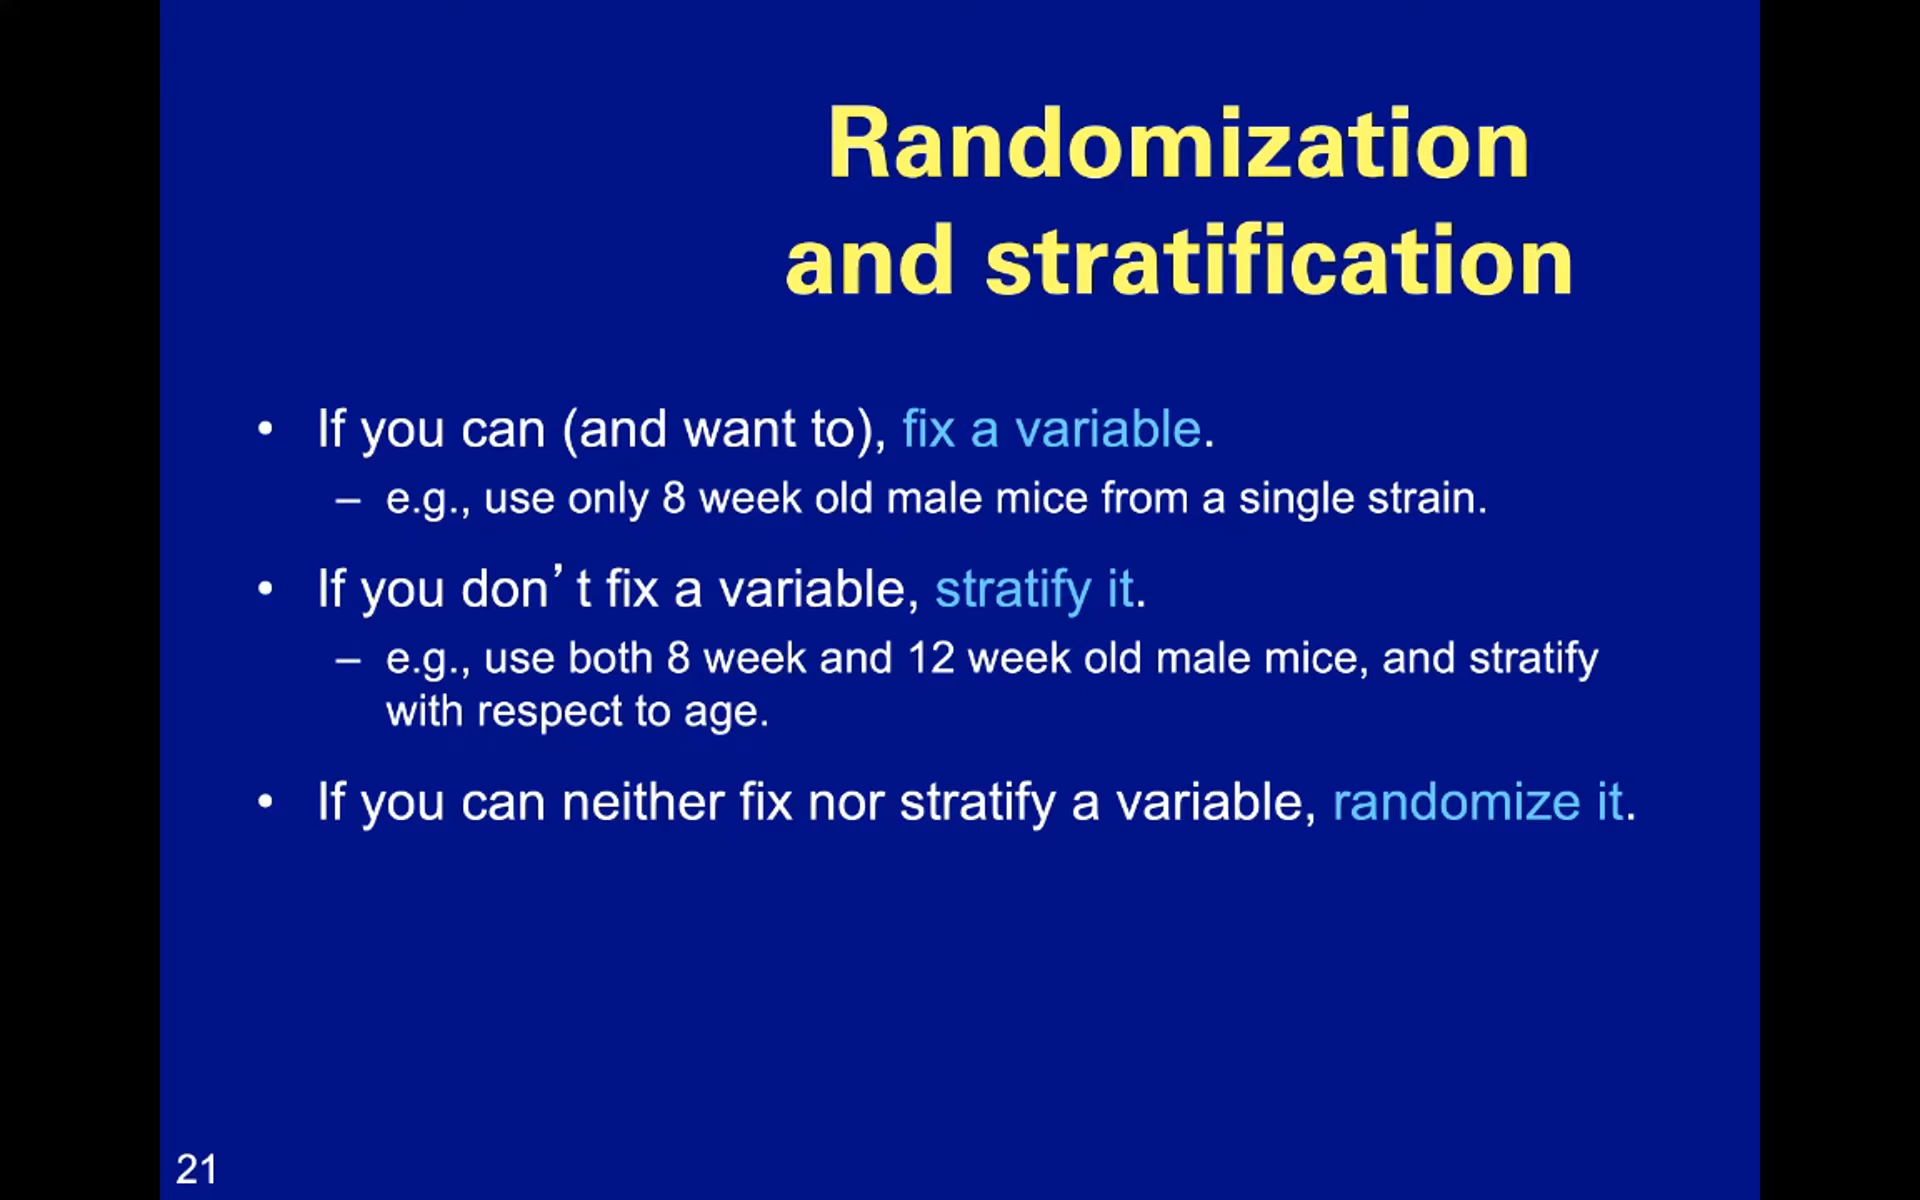 Randomization
and stratification
• If you can (and want to), fix a variable.
– e.g., use only 8 week old male mice from a single strain.
• If you don’t fix a variable, stratify it.
– e.g., use both 8 week and 12 week old male mice, and stratify
with respect to age.
• If you can neither fix nor stratify a variable, randomize it.
21